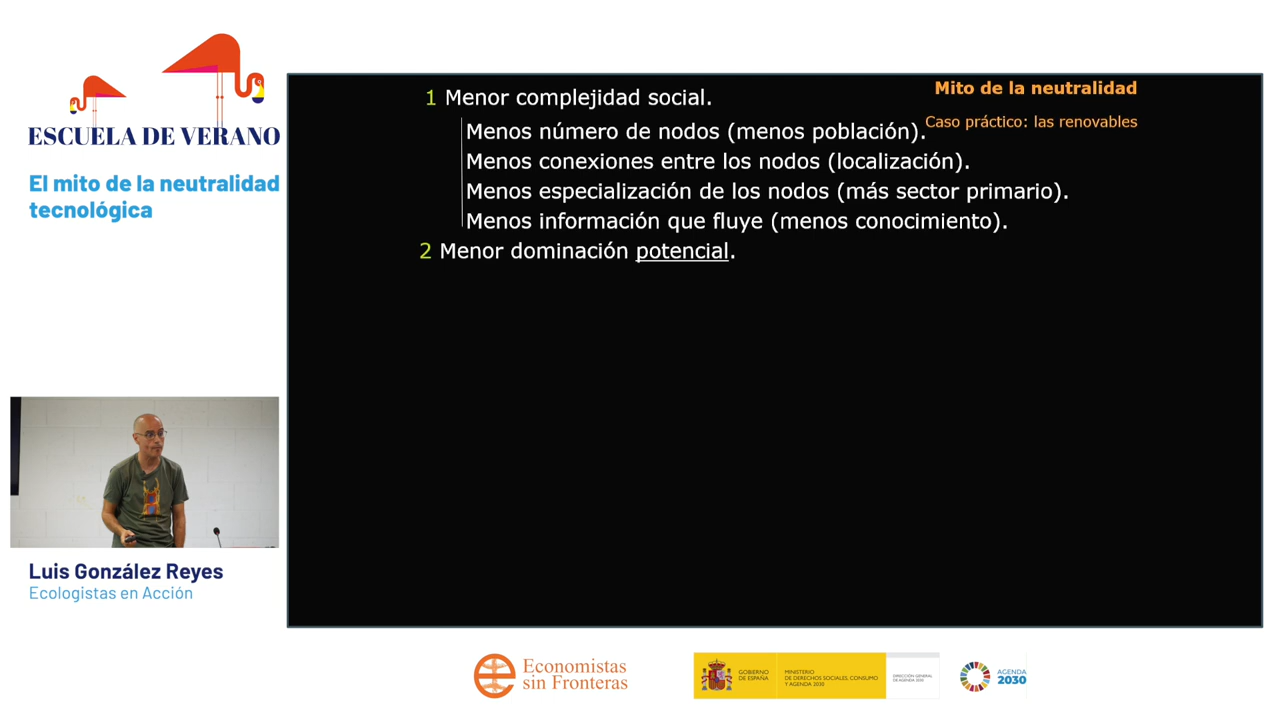 ESCUELA DE VERANO
El mito de la neutralidad
tecnológica
Mito de la neutralidad
Caso práctico: las renovables
1 Menor complejidad social.
Menos número de nodos (menos población).
Menos conexiones entre los nodos (localización).
Menos especialización de los nodos (más sector primario).
Menos información que fluye (menos conocimiento).
2 Menor dominación potencial.
Luis González Reyes
Ecologistas en Acción
Economistas
sin Fronteras
GOBIERNO
DE ESPAÑA
MINISTERIO
DE DERECHOS SOCIALES, CONSUMO
Y AGENDA 2030
DIRECCIÓN GENERAL
DE AGENDA 2030
AGENDA
2030